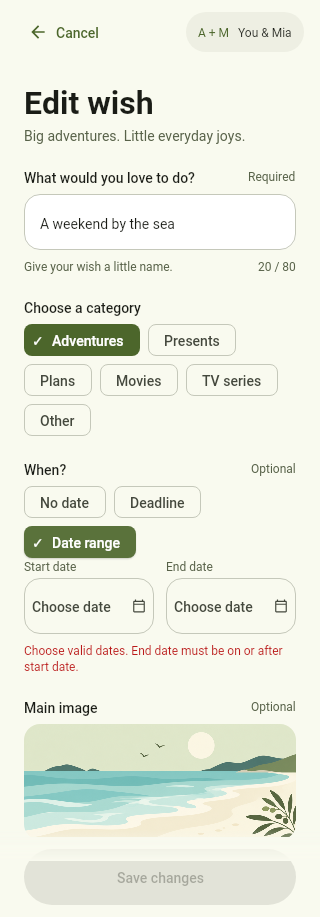 Cancel
A + M You & Mia
Edit wish
Big adventures. Little everyday joys.
What would you love to do? Required
A weekend by the sea
Give your wish a little name. 20 / 80
Choose a category
✓ Adventures Presents
Plans Movies TV series
Other
When? Optional
No date Deadline
✓ Date range
Start date End date
Choose date Choose date
Choose valid dates. End date must be on or after
start date.
Main image Optional
Save changes